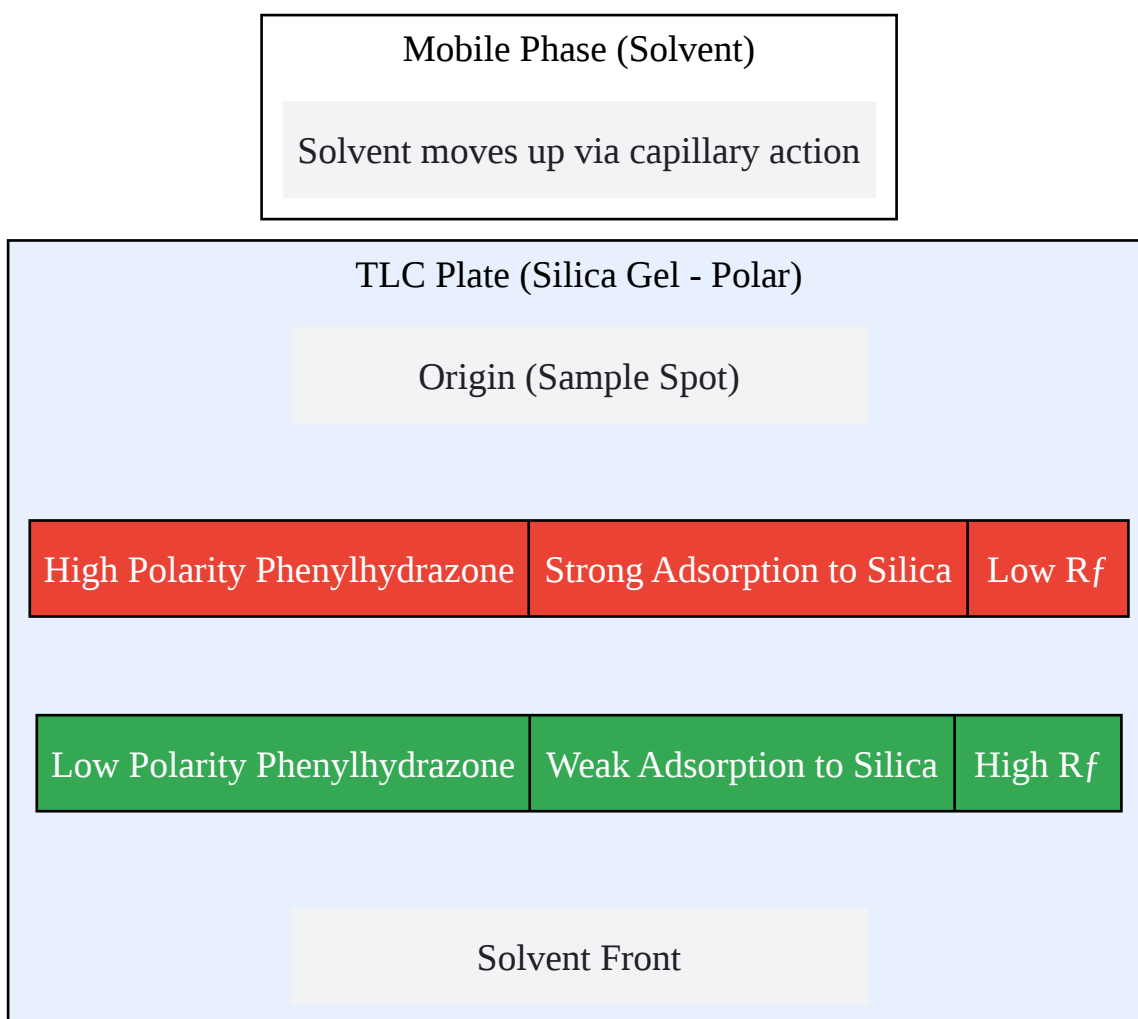 Mobile Phase (Solvent)
Solvent moves up via capillary action
TLC Plate (Silica Gel - Polar)
Origin (Sample Spot)
High Polarity Phenylhydrazone Strong Adsorption to Silica Low Rƒ
Low Polarity Phenylhydrazone Weak Adsorption to Silica High Rƒ
Solvent Front